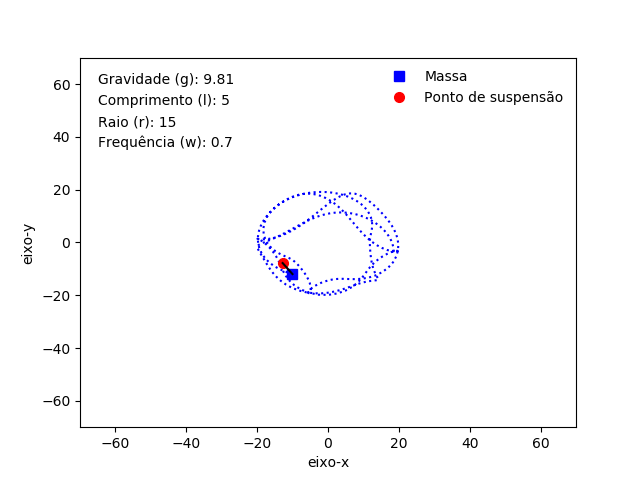 Gravidade (g): 9.81
Comprimento (l): 5
Raio (r): 15
Frequência (w): 0.7
Massa
Ponto de suspensão
60
40
20
0
−20
−40
−60
eixo-y
−60
−40
−20
0
20
40
60
eixo-x